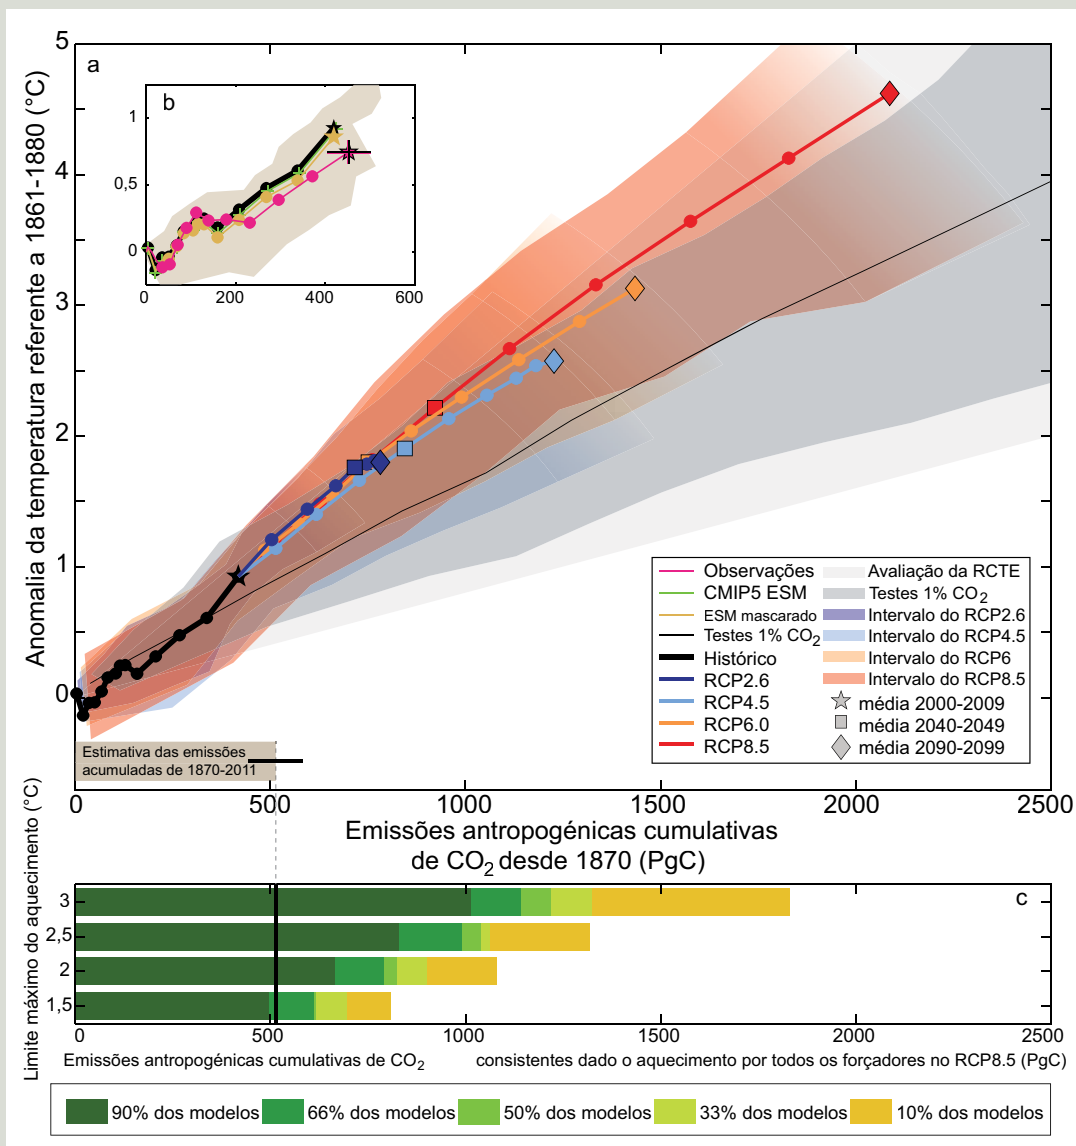 5
4
3
2
1
0
Anomalia da temperatura referente a 1861-1880 (°C)
a
b
1
0,5
0
0
200
400
600
Observações
CMIP5 ESM
ESM mascarado
Testes 1% CO2
Histórico
RCP2.6
RCP4.5
RCP6.0
RCP8.5
Avaliação da RCTE
Testes 1% CO2
Intervalo do RCP2.6
Intervalo do RCP4.5
Intervalo do RCP6
Intervalo do RCP8.5
média 2000-2009
média 2040-2049
média 2090-2099
Estimativa das emissões
acumuladas de 1870-2011
0
500
1000
1500
2000
2500
Emissões antropogénicas cumulativas
de CO2 desde 1870 (PgC)
Limite máximo do aquecimento (°C)
c
3
2,5
2
1,5
0
500
1000
1500
2000
2500
Emissões antropogénicas cumulativas de CO2 consistentes dado o aquecimento por todos os forçadores no RCP8.5 (PgC)
90% dos modelos
66% dos modelos
50% dos modelos
33% dos modelos
10% dos modelos